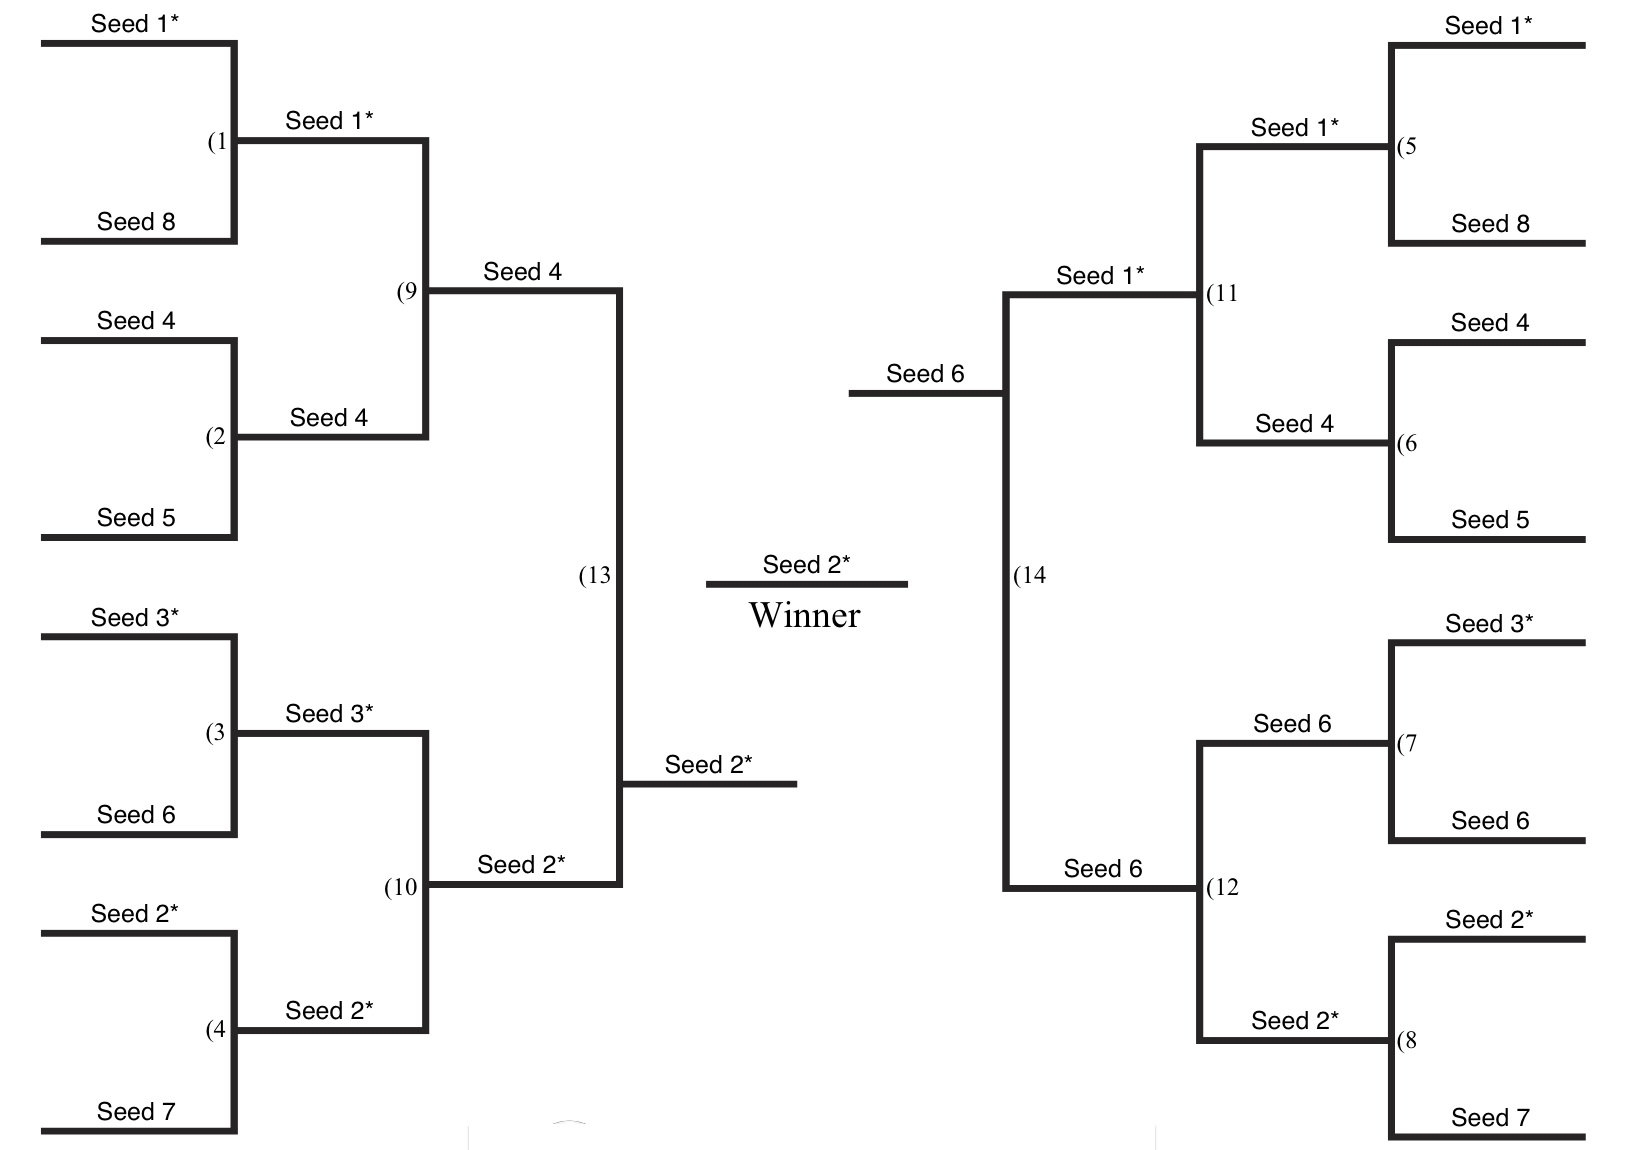 Seed 1*
Seed 8
Seed 4
Seed 5
Seed 3*
Seed 6
Seed 2*
Seed 7
(1
(2
(3
(4
Seed 1*
Seed 4
Seed 3*
Seed 2*
(9
(10
Seed 4
Seed 2*
(13
Seed 2*
Seed 2*
Winner
Seed 6
(14
Seed 1*
Seed 6
(11
(12
Seed 1*
Seed 4
Seed 6
Seed 2*
(5
(6
(7
(8
Seed 1*
Seed 8
Seed 4
Seed 5
Seed 3*
Seed 6
Seed 2*
Seed 7